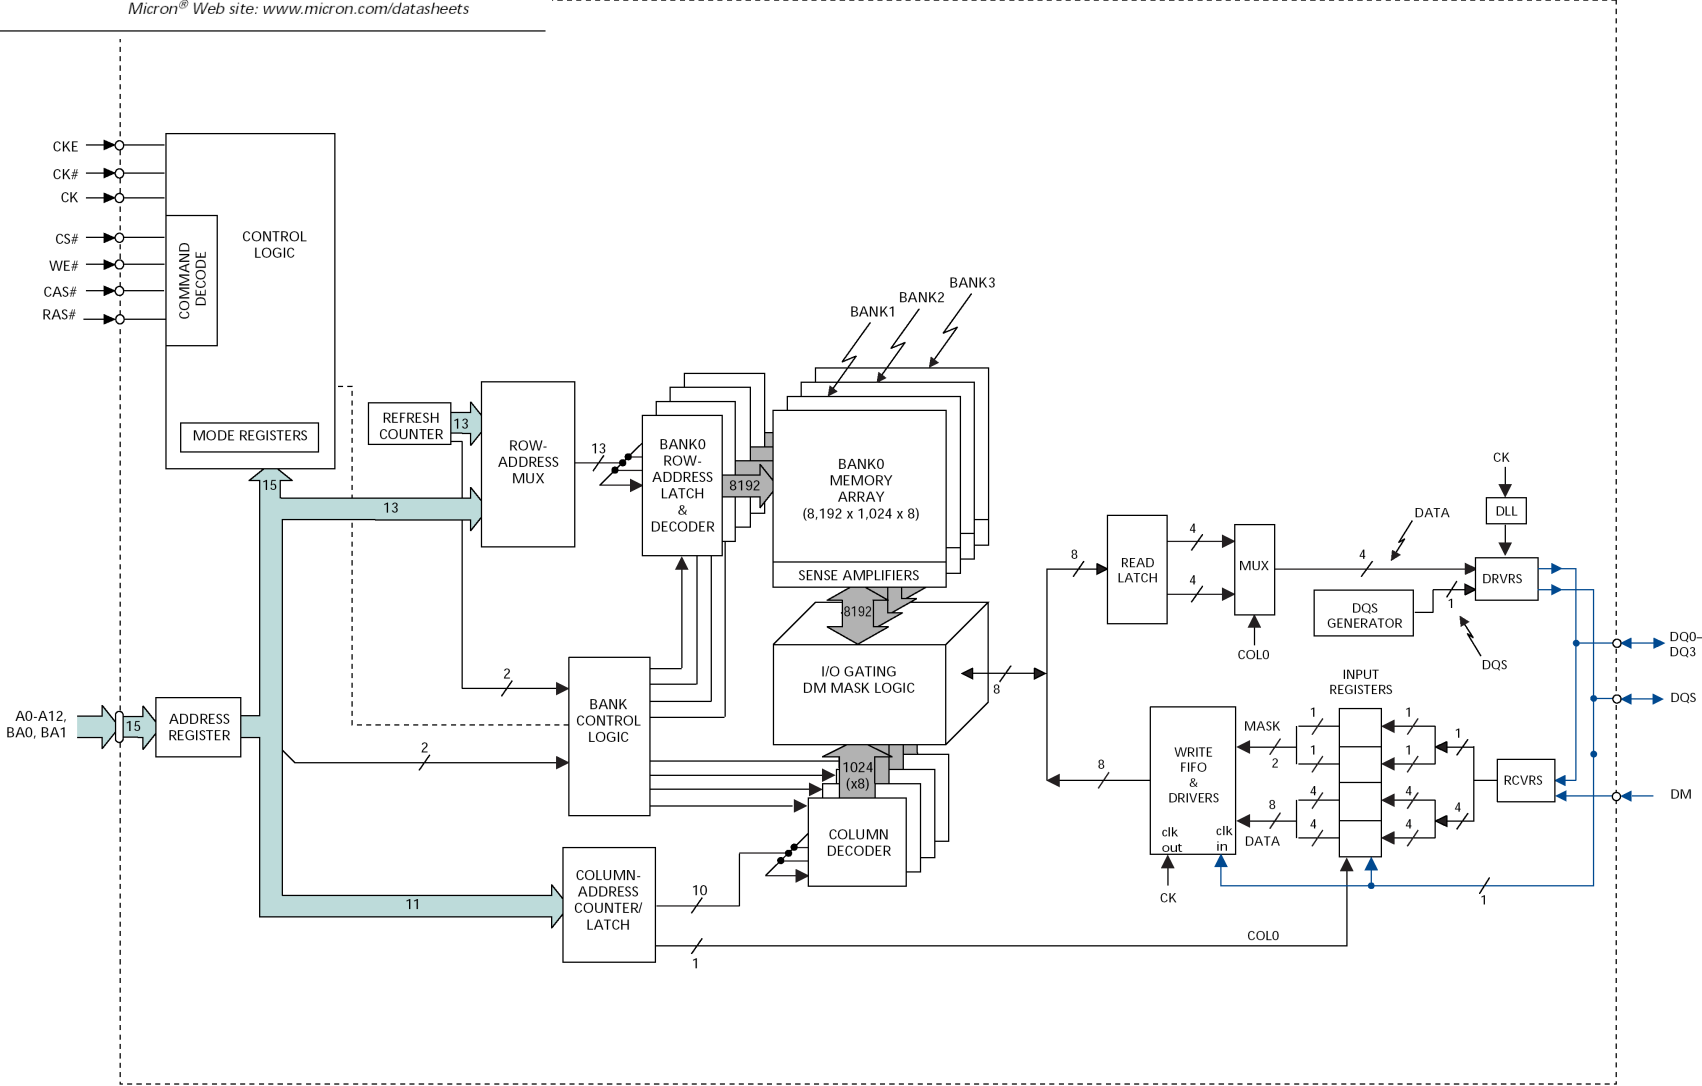 Micron® Web site: www.micron.com/datasheets
CKE
CK#
CK
CS#
WE#
CAS#
RAS#
COMMAND
DECODE
CONTROL
LOGIC
MODE REGISTERS
15
BANK3
BANK2
BANK1
REFRESH
COUNTER
13
13
ROW-
ADDRESS
MUX
13
BANK0
ROW-
ADDRESS
LATCH
&
DECODER
8192
BANK0
MEMORY
ARRAY
(8,192 x 1,024 x 8)
SENSE AMPLIFIERS
8192
I/O GATING
DM MASK LOGIC
8
A0-A12,
BA0, BA1
15
ADDRESS
REGISTER
2
2
BANK
CONTROL
LOGIC
1024
(x8)
COLUMN
DECODER
11
COLUMN-
ADDRESS
COUNTER/
LATCH
10
1
COL0
8
READ
LATCH
4
4
MUX
COL0
4
DATA
CK
DLL
DRVRS
DQS
GENERATOR
1
DQS
DQ0–
DQ3
DQS
DM
INPUT
REGISTERS
8
WRITE
FIFO
&
DRIVERS
clk
out
clk
in
CK
MASK
2
8
DATA
1
1
4
4
1
1
4
4
1
4
RCVRS
1